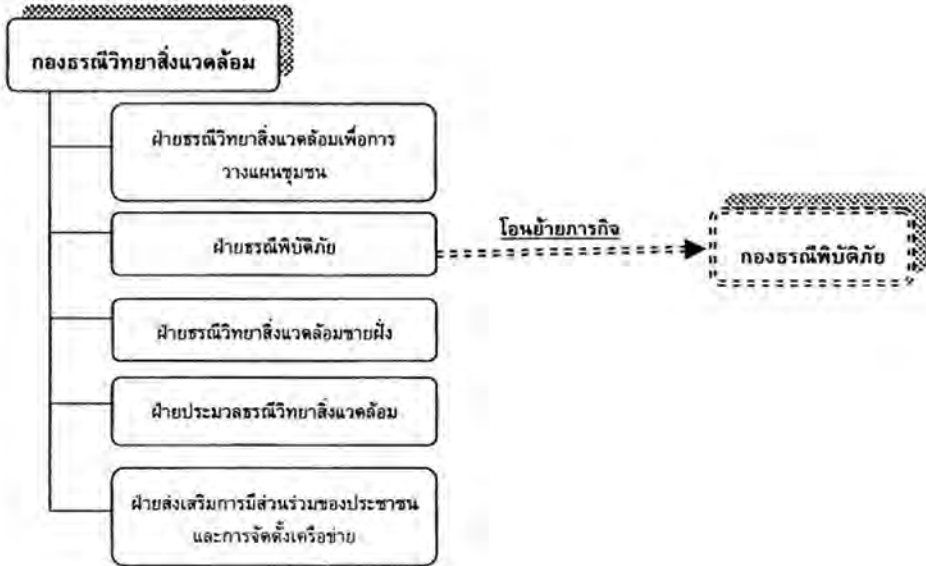 กองธรณีวิทยาสิ่งแวดล้อม
ฝ่ายธรณีวิทยาสิ่งแวดล้อมเพื่อการ
วางแผนชุมชน
ฝ่ายธรณีพิบัติภัย
โอนย้ายภารกิจ
กองธรณีพิบัติภัย
ฝ่ายธรณีวิทยาสิ่งแวดล้อมชายฝั่ง
ฝ่ายประมวลธรณีวิทยาสิ่งแวดล้อม
ฝ่ายส่งเสริมการมีส่วนร่วมของประชาชน
และการจัดตั้งเครือข่าย